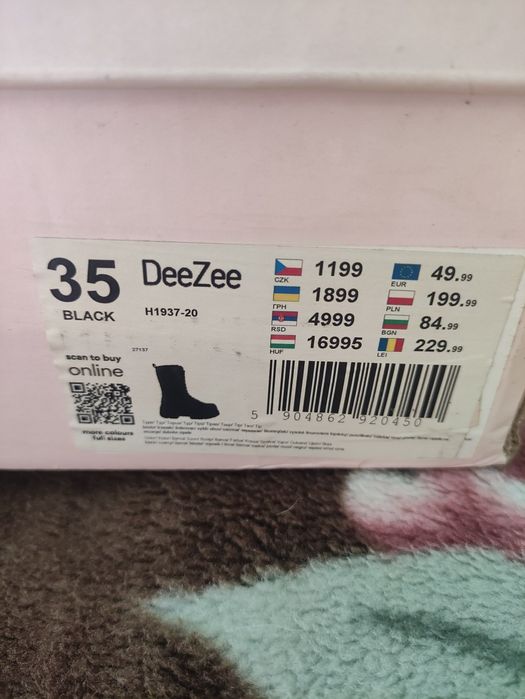 35
BLACK
DeeZee
H1937-20
27137
scan to buy
online
more colours
full sizes
CZK 1199
ГРН 1899
RSD 4999
HUF 16995
EUR 49.99
PLN 199.99
BGN 84.99
LEI 229.99
5 904862 920450